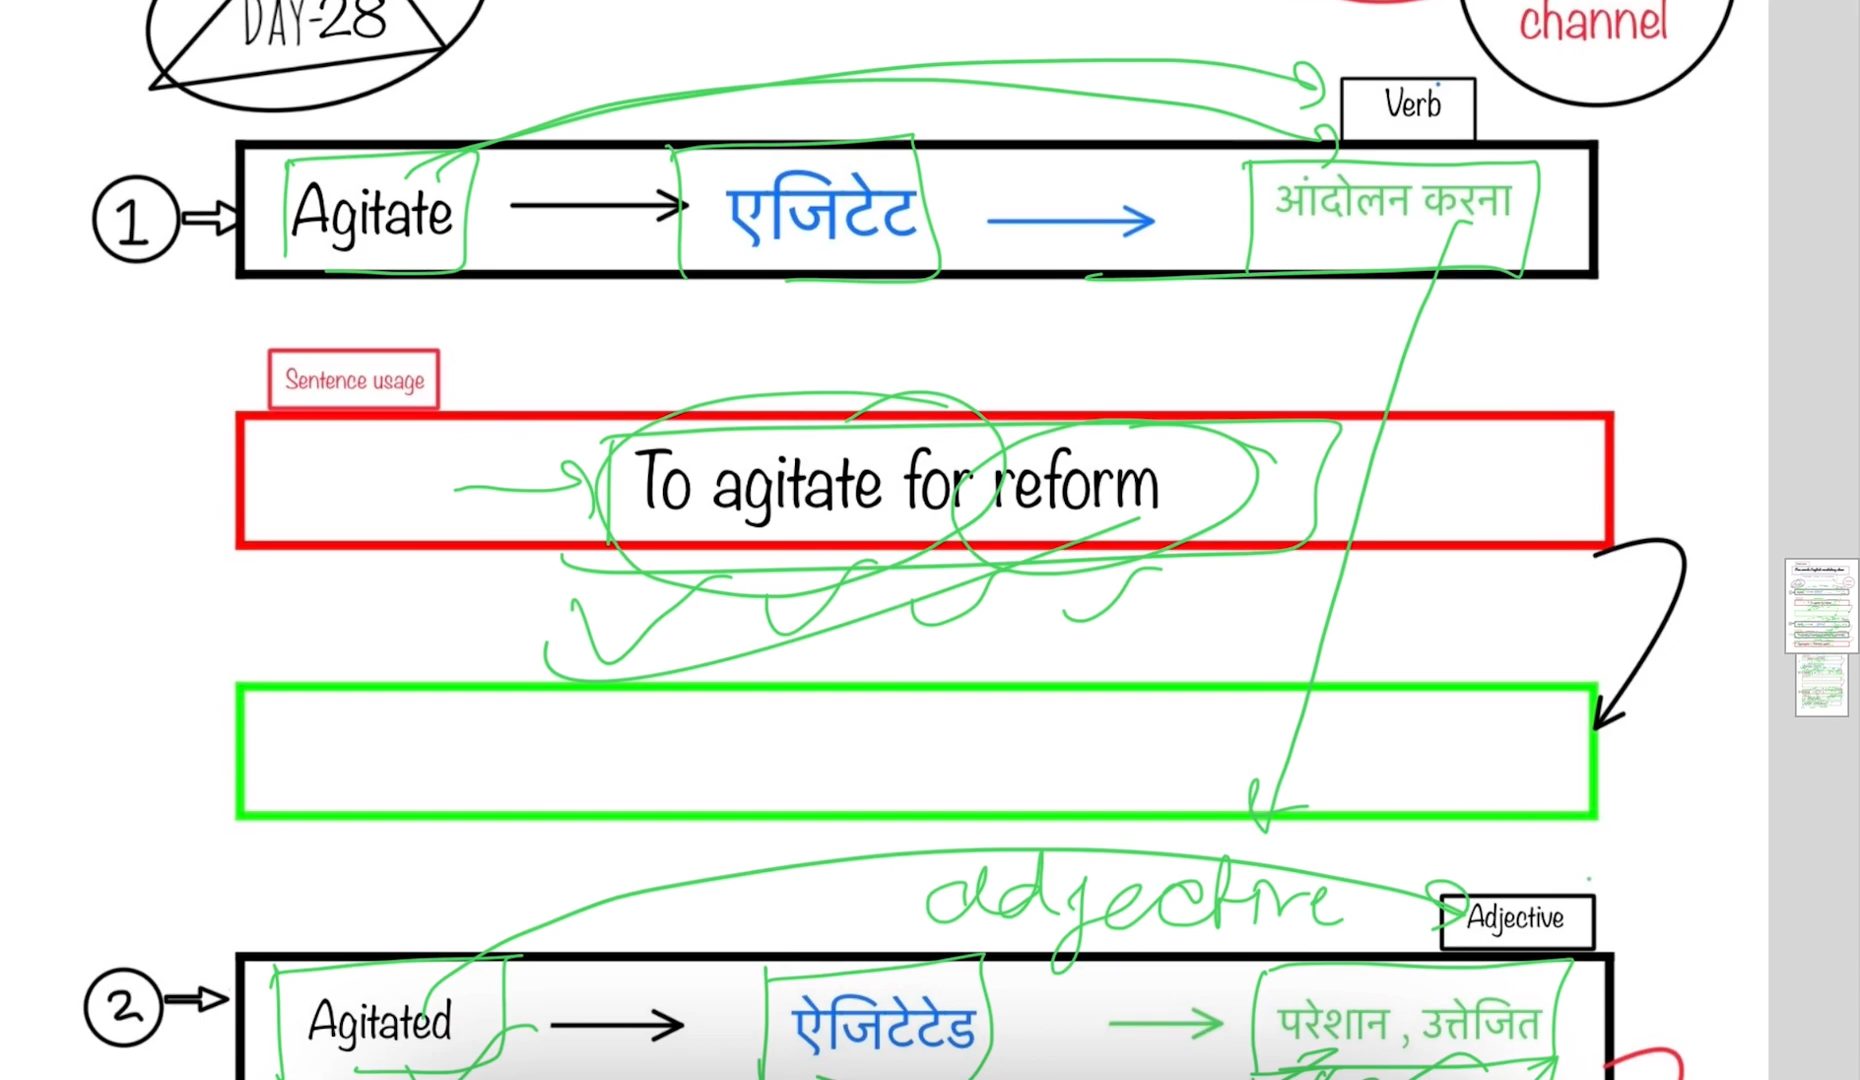 DAY-28
channel
Verb
1 Agitate एजिटेट आंदोलन करना
Sentence usage
To agitate for reform
adjective
Adjective
2 Agitated ऐजिटेटेड परेशान , उत्तेजित